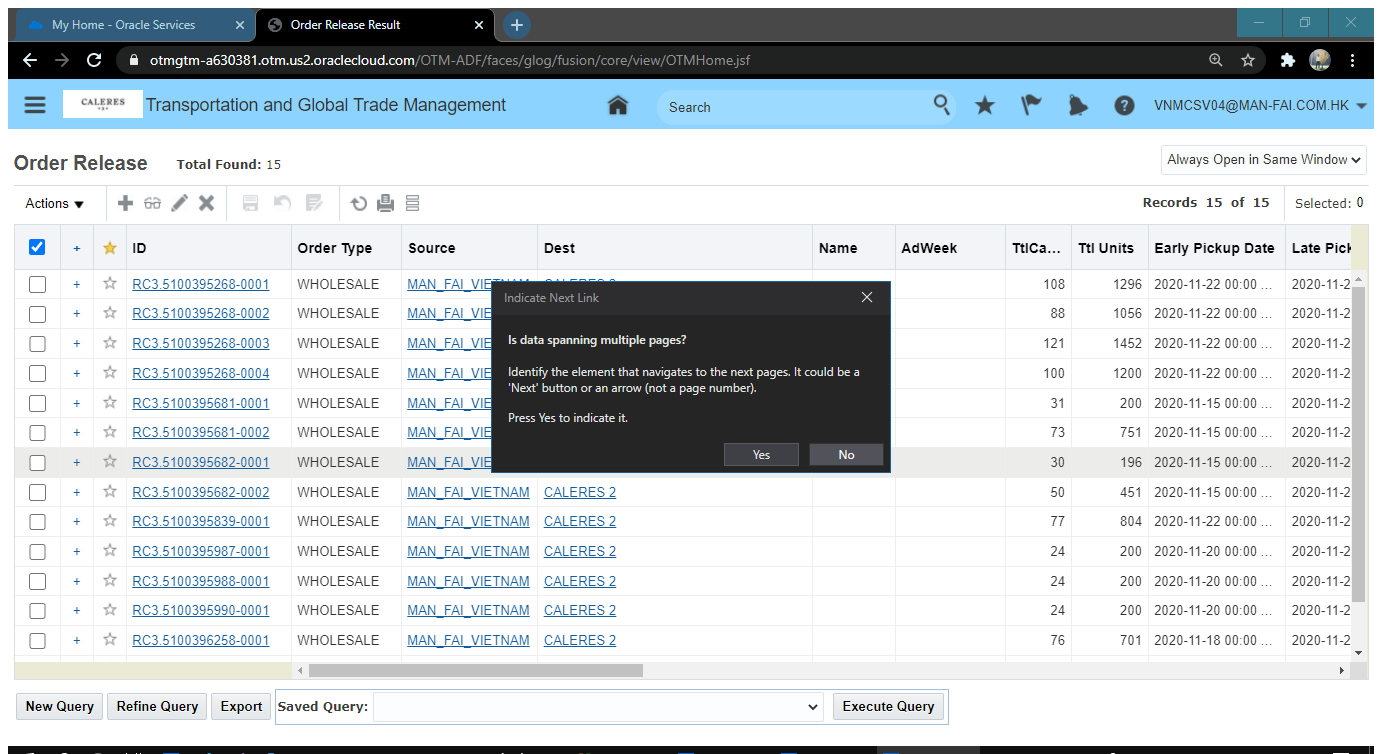 My Home - Oracle Services
Order Release Result
otmgtm-a630381.otm.us2.oraclecloud.com/OTM-ADF/faces/glog/fusion/core/view/OTMHome.jsf
CALERES Transportation and Global Trade Management Search VNMCSV04@MAN-FAI.COM.HK
Order Release Total Found: 15 Always Open in Same Window
Actions Records 15 of 15 Selected: 0
+ ID Order Type Source Dest Name AdWeek TtlCa... Ttl Units Early Pickup Date Late Pick
+ RC3.5100395268-0001 WHOLESALE MAN_FAI_VIETNAM CALERES 2 108 1296 2020-11-22 00:00 ... 2020-11-2
+ RC3.5100395268-0002 WHOLESALE MAN_FAI_VIE 88 1056 2020-11-22 00:00 ... 2020-11-2
+ RC3.5100395268-0003 WHOLESALE MAN_FAI_VIE 121 1452 2020-11-22 00:00 ... 2020-11-2
+ RC3.5100395268-0004 WHOLESALE MAN_FAI_VIE 100 1200 2020-11-22 00:00 ... 2020-11-2
+ RC3.5100395681-0001 WHOLESALE MAN_FAI_VIE 31 200 2020-11-15 00:00 ... 2020-11-2
+ RC3.5100395681-0002 WHOLESALE MAN_FAI_VIE 73 751 2020-11-15 00:00 ... 2020-11-2
+ RC3.5100395682-0001 WHOLESALE MAN_FAI_VIE 30 196 2020-11-15 00:00 ... 2020-11-2
+ RC3.5100395682-0002 WHOLESALE MAN_FAI_VIETNAM CALERES 2 50 451 2020-11-15 00:00 ... 2020-11-2
+ RC3.5100395839-0001 WHOLESALE MAN_FAI_VIETNAM CALERES 2 77 804 2020-11-22 00:00 ... 2020-11-2
+ RC3.5100395987-0001 WHOLESALE MAN_FAI_VIETNAM CALERES 2 24 200 2020-11-20 00:00 ... 2020-11-2
+ RC3.5100395988-0001 WHOLESALE MAN_FAI_VIETNAM CALERES 2 24 200 2020-11-20 00:00 ... 2020-11-2
+ RC3.5100395990-0001 WHOLESALE MAN_FAI_VIETNAM CALERES 2 24 200 2020-11-20 00:00 ... 2020-11-2
+ RC3.5100396258-0001 WHOLESALE MAN_FAI_VIETNAM CALERES 2 76 701 2020-11-18 00:00 ... 2020-11-2
Indicate Next Link
Is data spanning multiple pages?
Identify the element that navigates to the next pages. It could be a
'Next' button or an arrow (not a page number).
Press Yes to indicate it.
Yes No
New Query Refine Query Export Saved Query: Execute Query